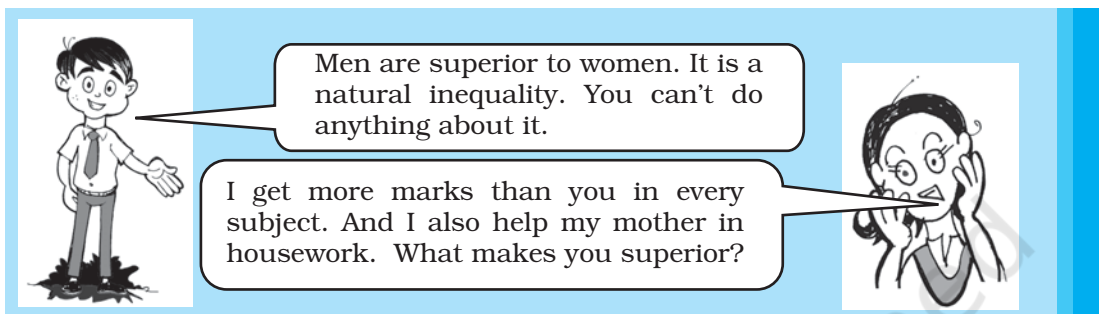 Men are superior to women. It is a
natural inequality. You can't do
anything about it.
I get more marks than you in every
subject. And I also help my mother in
housework. What makes you superior?